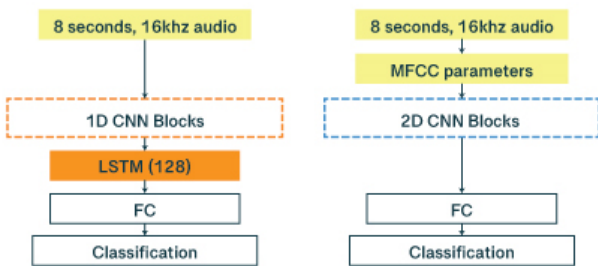 8 seconds, 16khz audio
1D CNN Blocks
LSTM (128)
FC
Classification
8 seconds, 16khz audio
MFCC parameters
2D CNN Blocks
FC
Classification